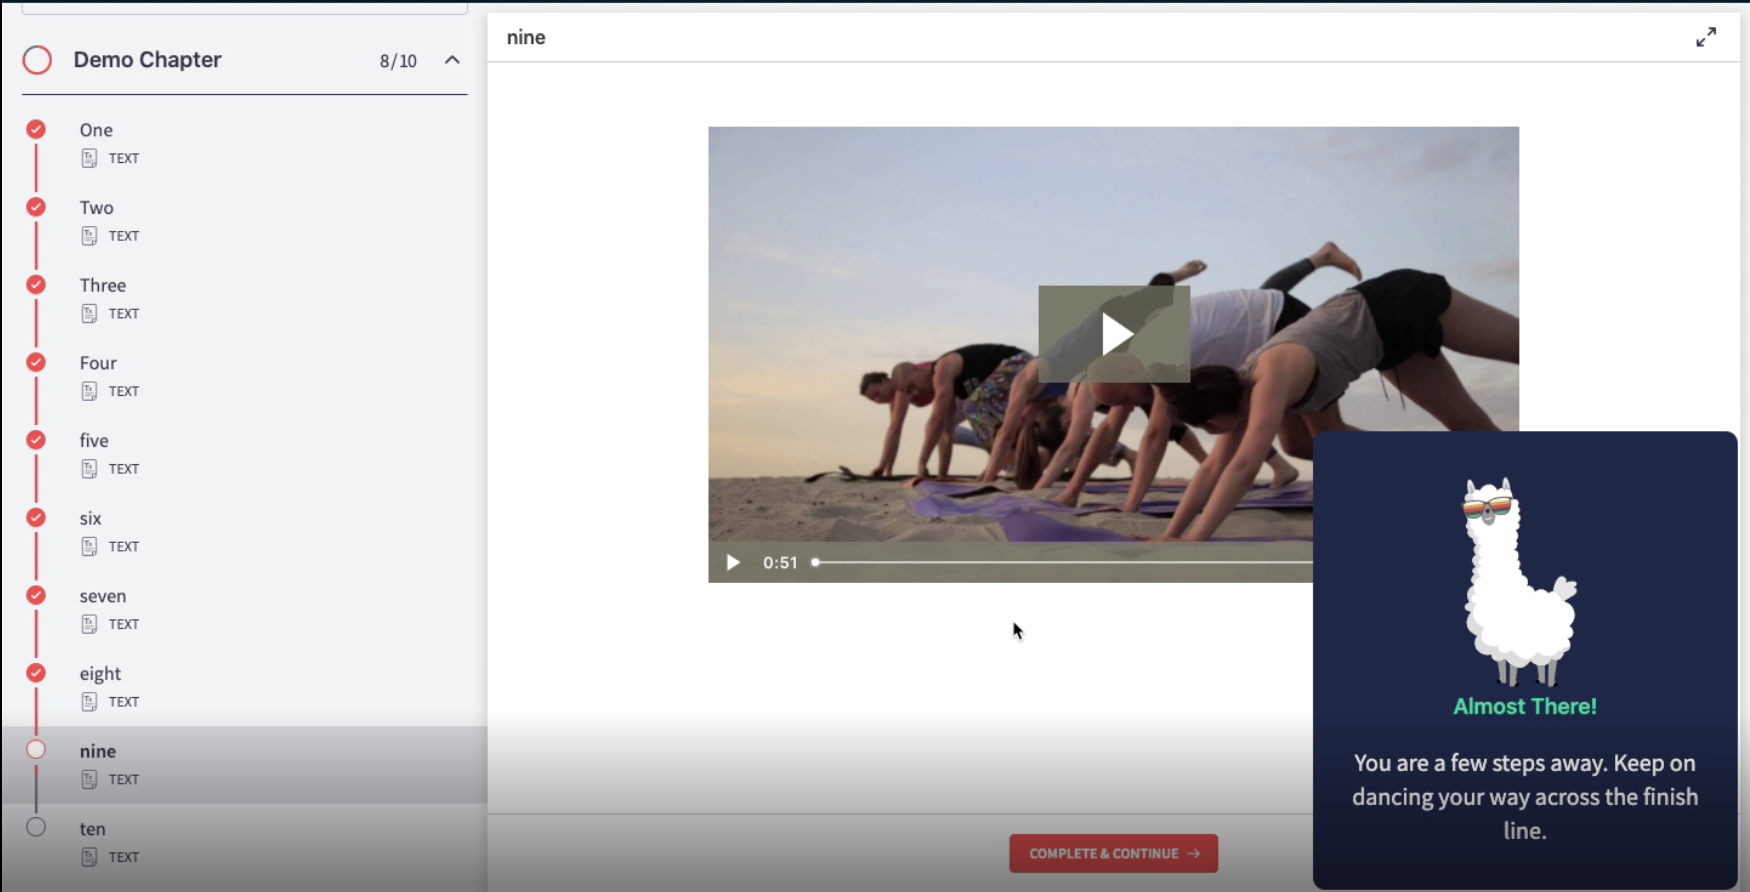 Demo Chapter 8/10
One
TEXT
Two
TEXT
Three
TEXT
Four
TEXT
five
TEXT
six
TEXT
seven
TEXT
eight
TEXT
nine
TEXT
ten
TEXT
nine
0:51
COMPLETE & CONTINUE →
Almost There!
You are a few steps away. Keep on
dancing your way across the finish
line.